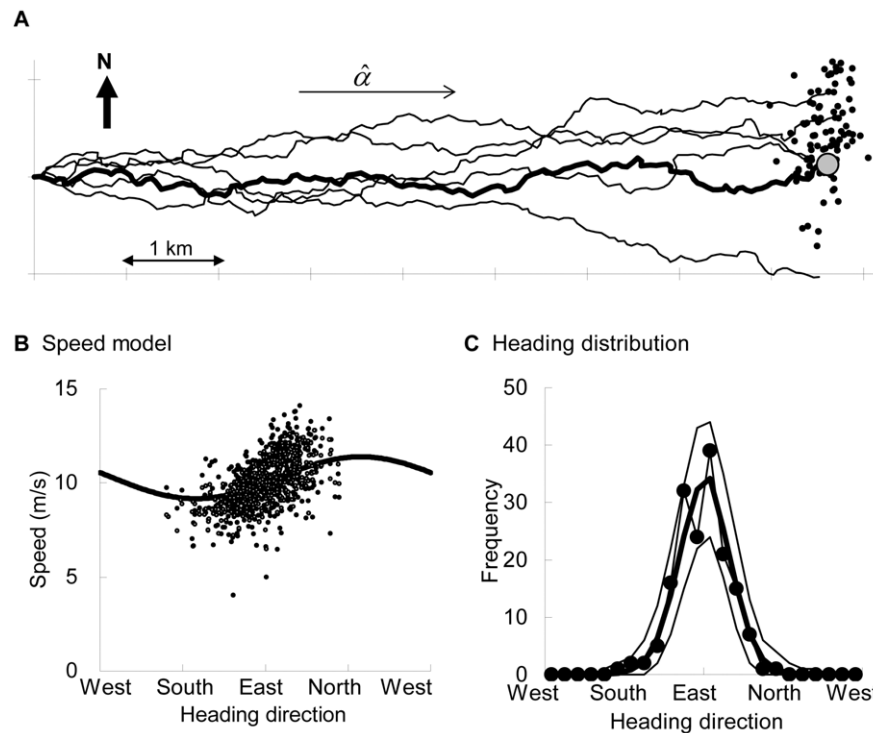 A
N
α̂
1 km
B Speed model
15
10
5
0
Speed (m/s)
West South East North West
Heading direction
C Heading distribution
50
40
30
20
10
0
Frequency
West South East North West
Heading direction